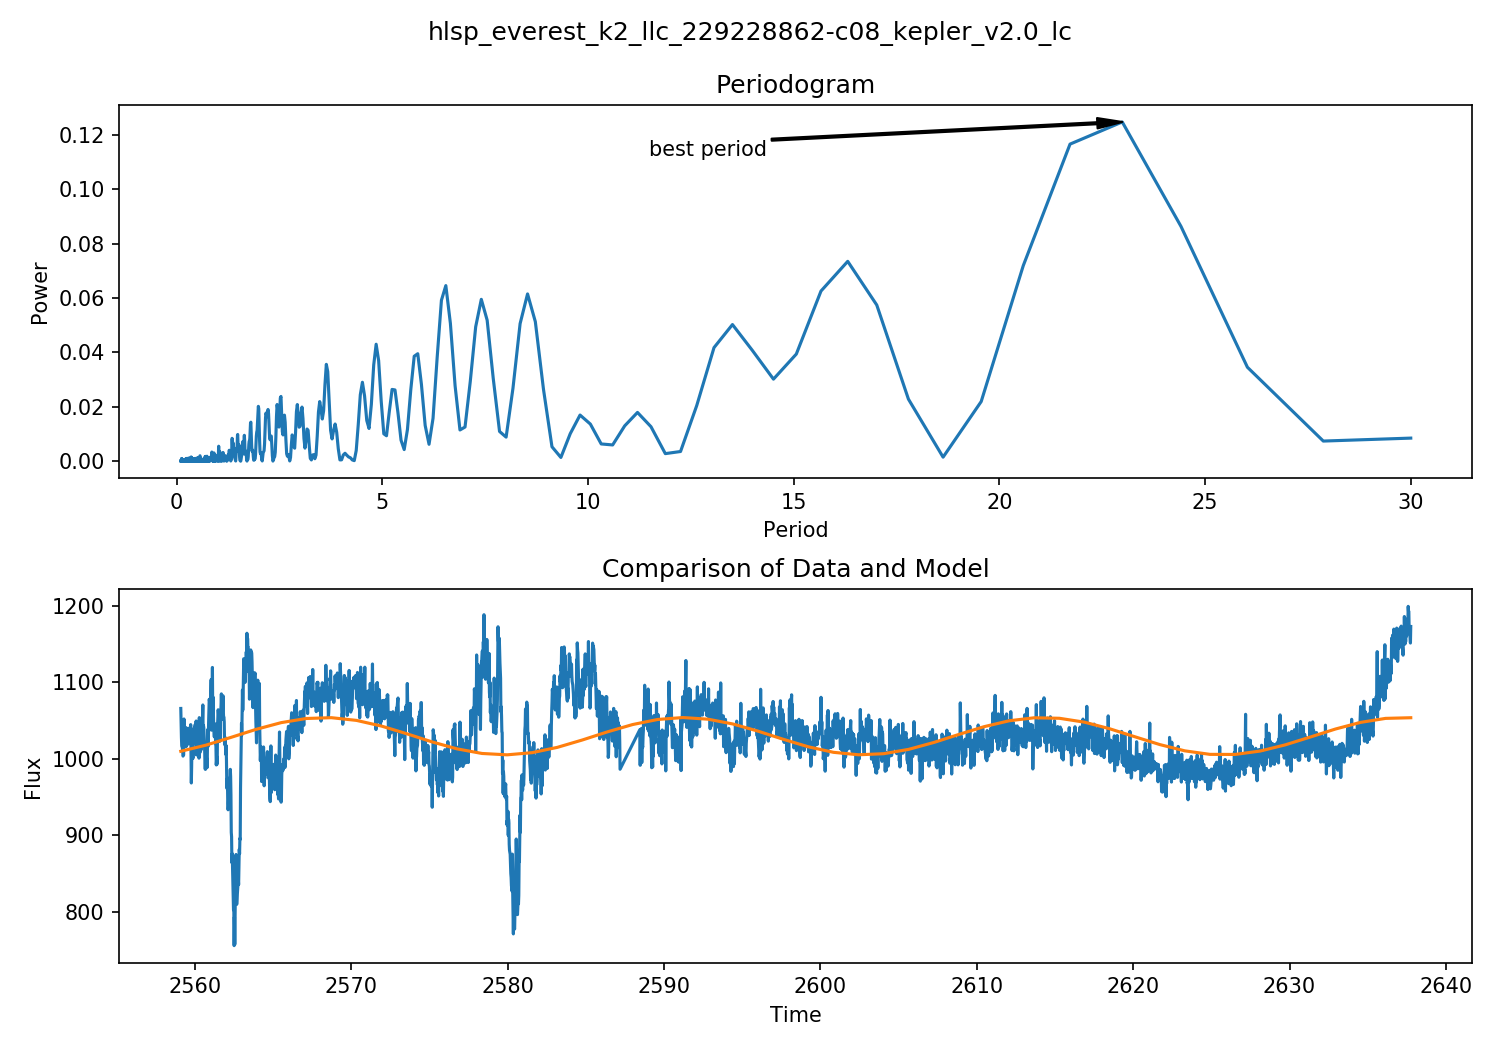 hlsp_everest_k2_llc_229228862-c08_kepler_v2.0_lc
Periodogram
0.12
0.10
0.08
0.06
0.04
0.02
0.00
Power
best period
0 5 10 15 20 25 30
Period
Comparison of Data and Model
1200
1100
1000
900
800
Flux
2560 2570 2580 2590 2600 2610 2620 2630 2640
Time